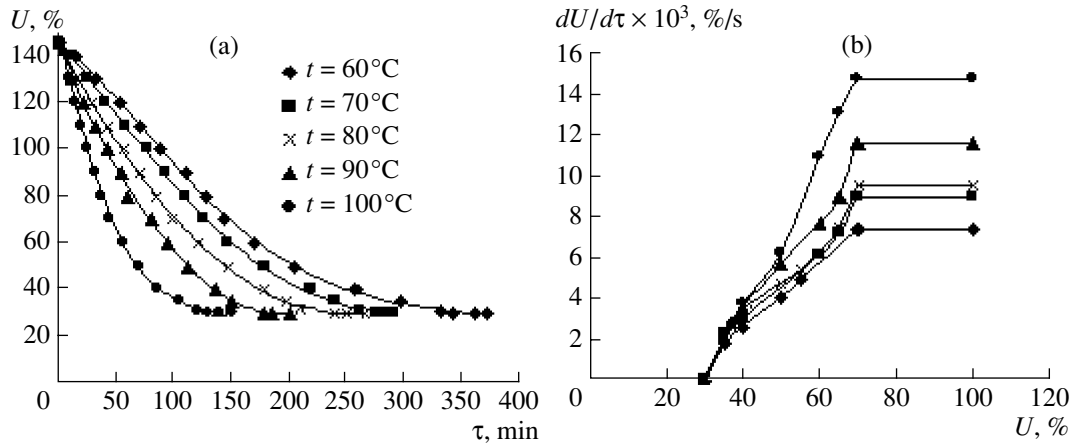 U, %
(a)
140
120
100
80
60
40
20
0 50 100 150 200 250 300 350 400
τ, min
t = 60°C
t = 70°C
t = 80°C
t = 90°C
t = 100°C
dU/dτ × 10³, %/s
(b)
16
14
12
10
8
6
4
2
0 20 40 60 80 100 120
U, %